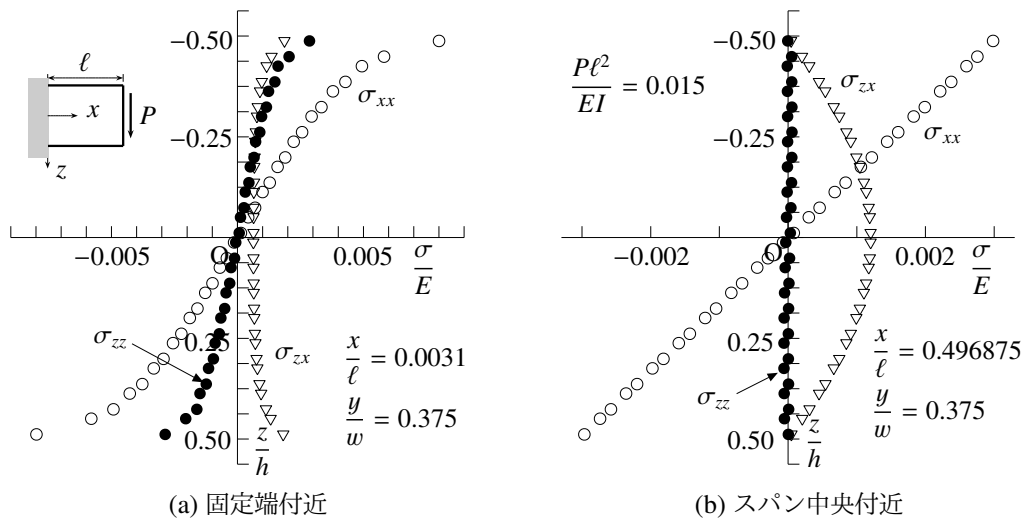 −0.50
−0.25
0.25
0.50
z/h
−0.005
O
0.005
σ/E
ℓ
x
P
z
σxx
σzz
σzx
x/ℓ = 0.0031
y/w = 0.375
(a) 固定端付近
−0.50
−0.25
0.25
0.50
z/h
−0.002
O
0.002
σ/E
Pℓ²/EI = 0.015
σzx
σxx
σzz
x/ℓ = 0.496875
y/w = 0.375
(b) スパン中央付近